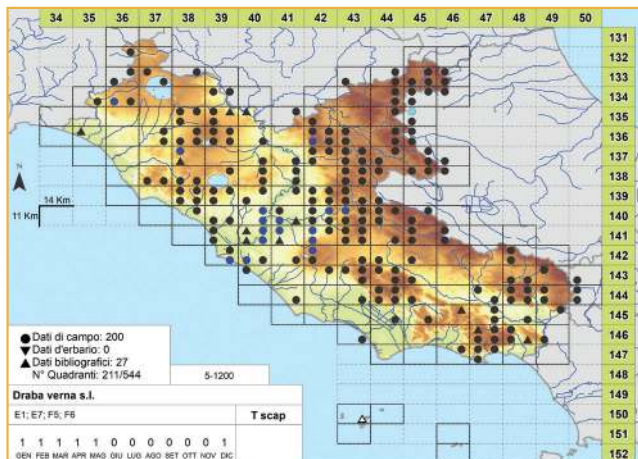 34 35 36 37 38 39 40 41 42 43 44 45 46 47 48 49 50
131
132
133
134
135
136
137
138
139
140
141
142
143
144
145
146
147
148
149
150
151
152
N
14 Km
11 Km
Dati di campo: 200
Dati d'erbario: 0
Dati bibliografici: 27
N° Quadranti: 211/544
5-1200
Draba verna s.l.
E1; E7; F5; F6
T scap
1 1 1 1 1 0 0 0 0 0 0 1
GEN FEB MAR APR MAG GIU LUG AGO SET OTT NOV DIC